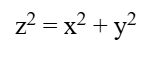 z² = x² + y²